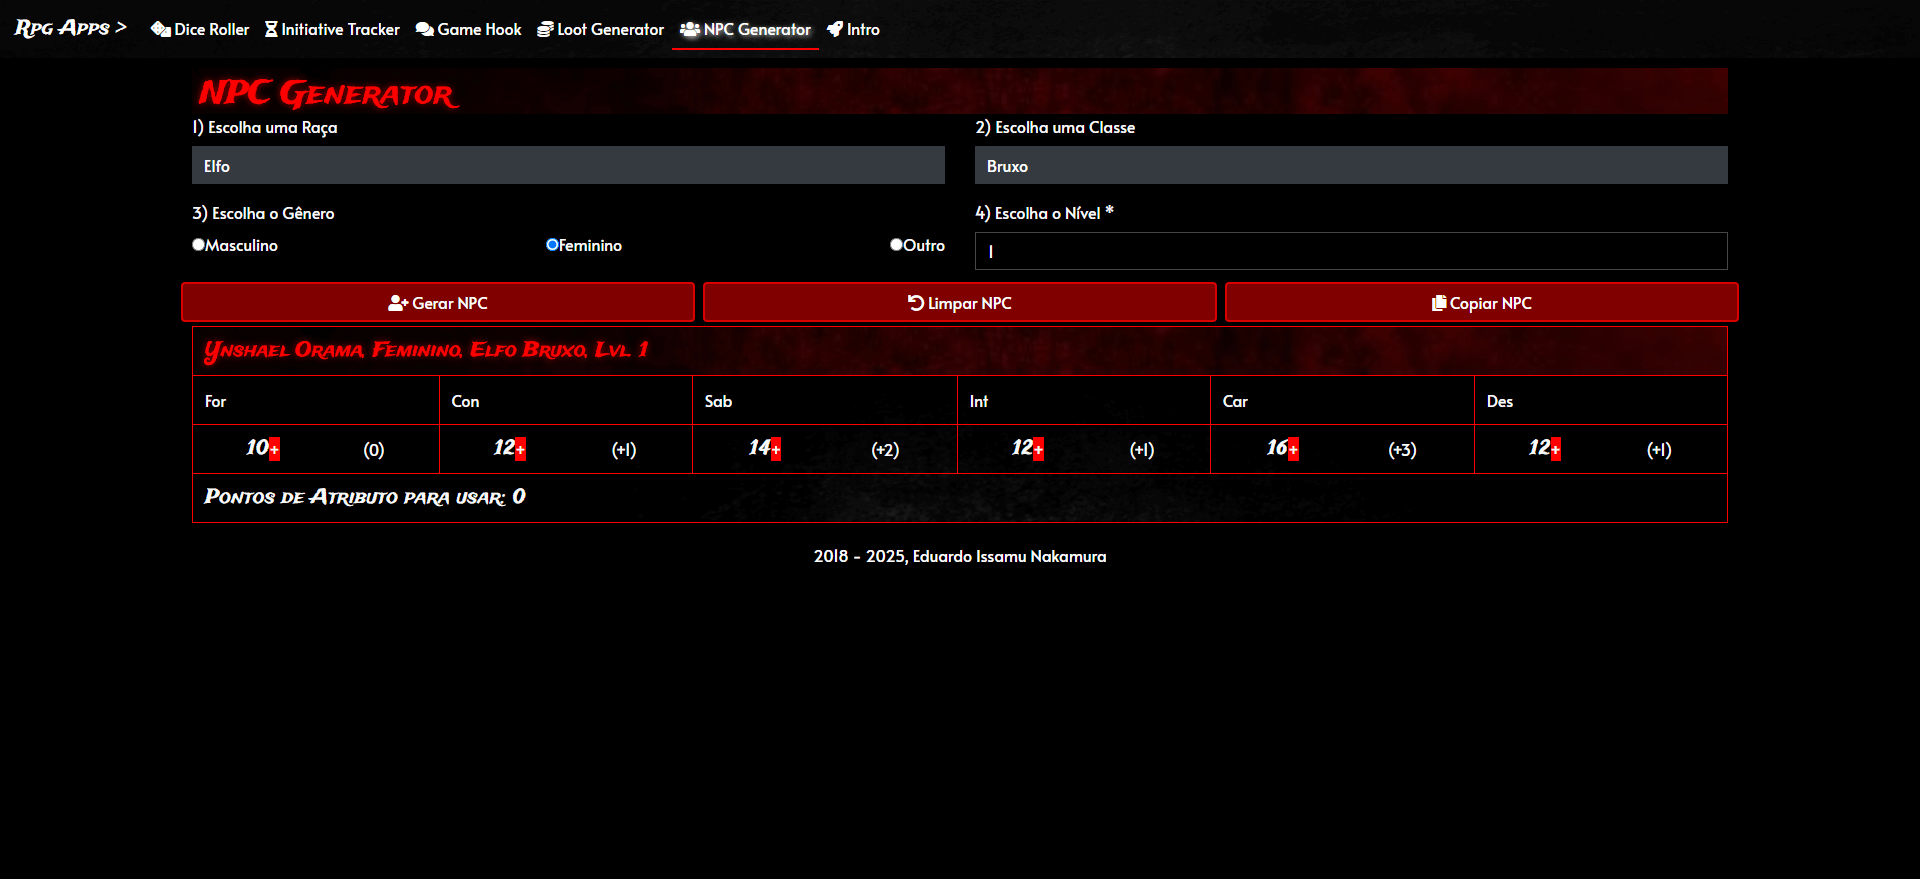 Rpg Apps > Dice Roller Initiative Tracker Game Hook Loot Generator NPC Generator Intro
NPC Generator
1) Escolha uma Raça 2) Escolha uma Classe
Elfo Bruxo
3) Escolha o Gênero 4) Escolha o Nível *
Masculino Feminino Outro 1
Gerar NPC Limpar NPC Copiar NPC
Ynshael Orama, Feminino, Elfo Bruxo, Lvl. 1
For Con Sab Int Car Des
10+ (0) 12+ (+1) 14+ (+2) 12+ (+1) 16+ (+3) 12+ (+1)
Pontos de Atributo para usar: 0
2018 - 2025, Eduardo Issamu Nakamura